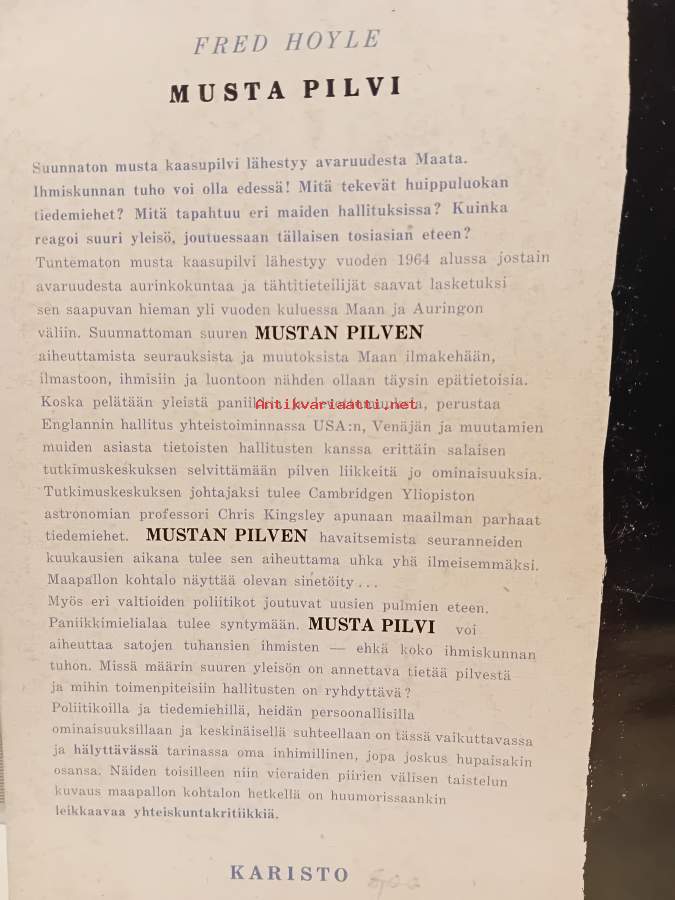 FRED HOYLE
MUSTA PILVI
Suunnaton musta kaasupilvi lähestyy avaruudesta Maata.
Ihmiskunnan tuho voi olla edessä! Mitä tekevät huippuluokan
tiedemiehet? Mitä tapahtuu eri maiden hallituksissa? Kuinka
reagoi suuri yleisö, joutuessaan tällaisen tosiasian eteen?
Tuntematon musta kaasupilvi lähestyy vuoden 1964 alussa jostain
avaruudesta aurinkokuntaa ja tähtitieteilijät saavat lasketuksi
sen saapuvan hieman yli vuoden kuluessa Maan ja Auringon
väliin. Suunnattoman suuren MUSTAN PILVEN
aiheuttamista seurauksista ja muutoksista Maan ilmakehään,
ilmastoon, ihmisiin ja luontoon nähden ollaan täysin epätietoisia.
Koska pelätään yleistä perustaa
Antikvariaatti.net
Englannin hallitus yhteistoiminnassa USA:n, Venäjän ja muutamien
muiden asiasta tietoisten hallitusten kanssa erittäin salaisen
tutkimuskeskuksen selvittämään pilven liikkeitä jo ominaisuuksia.
Tutkimuskeskuksen johtajaksi tulee Cambridgen Yliopiston
astronomian professori Chris Kingsley apunaan maailman parhaat
tiedemiehet. MUSTAN PILVEN havaitsemista seuranneiden
kuukausien aikana tulee sen aiheuttama uhka yhä ilmeisemmäksi.
Maapallon kohtalo näyttää olevan sinetöity...
Myös eri valtioiden poliitikot joutuvat uusien pulmien eteen.
Paniikkimielialaa tulee syntymään. MUSTA PILVI voi
aiheuttaa satojen tuhansien ihmisten — ehkä koko ihmiskunnan
tuhon. Missä määrin suuren yleisön on annettava tietää pilvestä
ja mihin toimenpiteisiin hallitusten on ryhdyttävä?
Poliitikoilla ja tiedemiehillä, heidän persoonallisilla
ominaisuuksillaan ja keskinäisellä suhteellaan on tässä vaikuttavassa
ja hälyttävässä tarinassa oma inhimillinen, jopa joskus hupaisakin
osansa. Näiden toisilleen niin vieraiden piirien välisen taistelun
kuvaus maapallon kohtalon hetkellä on huumorissaankin
leikkaavaa yhteiskuntakritiikkiä.
KARISTO